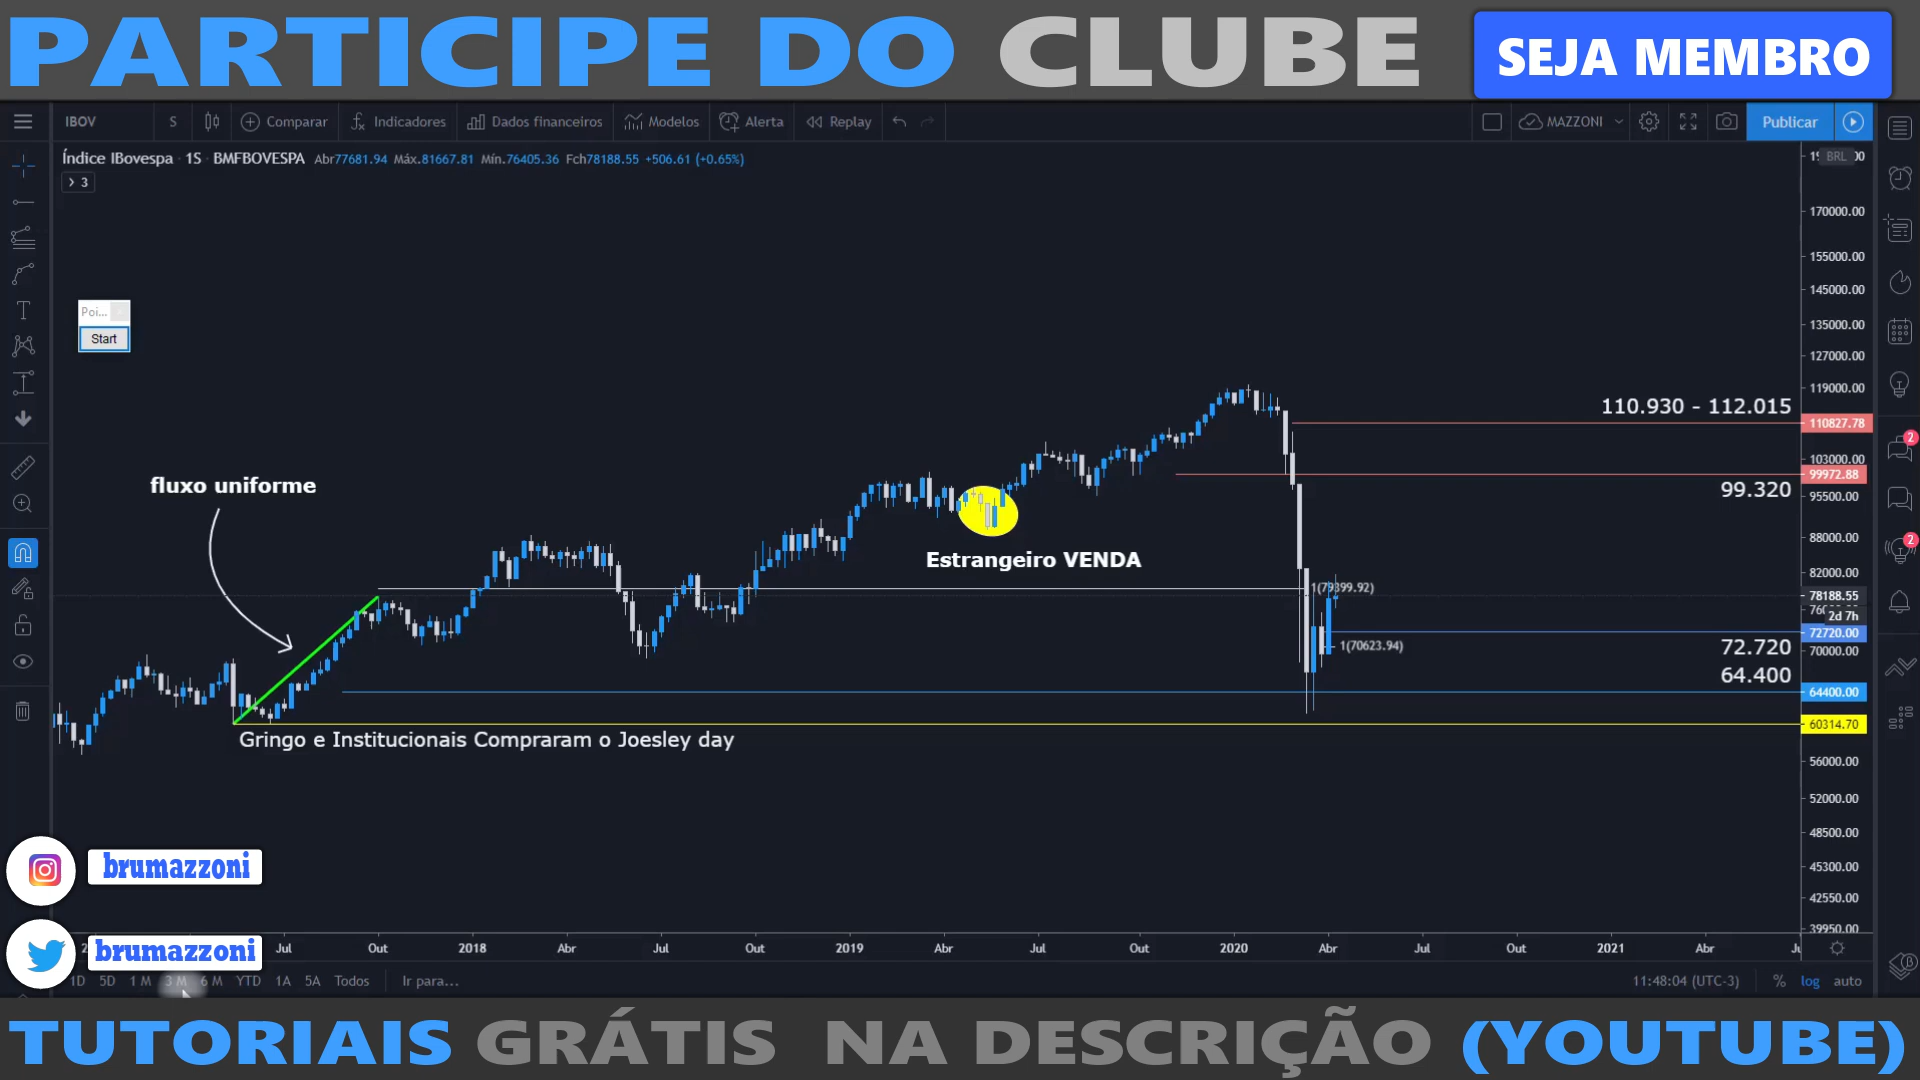 PARTICIPE DO CLUBE
SEJA MEMBRO
IBOV S Comparar Indicadores Dados financeiros Modelos Alerta Replay MAZZONI Publicar
Índice IBovespa · 1S · BMFBOVESPA Abr77681.94 Máx.81667.81 Mín.76405.36 Fch78188.55 +506.61 (+0.65%)
BRL
3
170000.00
155000.00
145000.00
Poi...
Start
135000.00
127000.00
119000.00
110.930 - 112.015
110827.78
2
103000.00
99972.88
fluxo uniforme
99.320
95500.00
88000.00
2
Estrangeiro VENDA
82000.00
1(79399.92)
78188.55
2d 7h
72720.00
1(70623.94)
72.720
70000.00
64.400
64400.00
60314.70
Gringo e Institucionais Compraram o Joesley day
56000.00
52000.00
48500.00
45300.00
42550.00
39950.00
brumazzoni
Jul Out 2018 Abr Jul Out 2019 Abr Jul Out 2020 Abr Jul Out 2021 Abr
brumazzoni
1D 5D 1 M 3 M 6 M YTD 1A 5A Todos Ir para... 11:48:04 (UTC-3) % log auto
TUTORIAIS GRÁTIS NA DESCRIÇÃO (YOUTUBE)